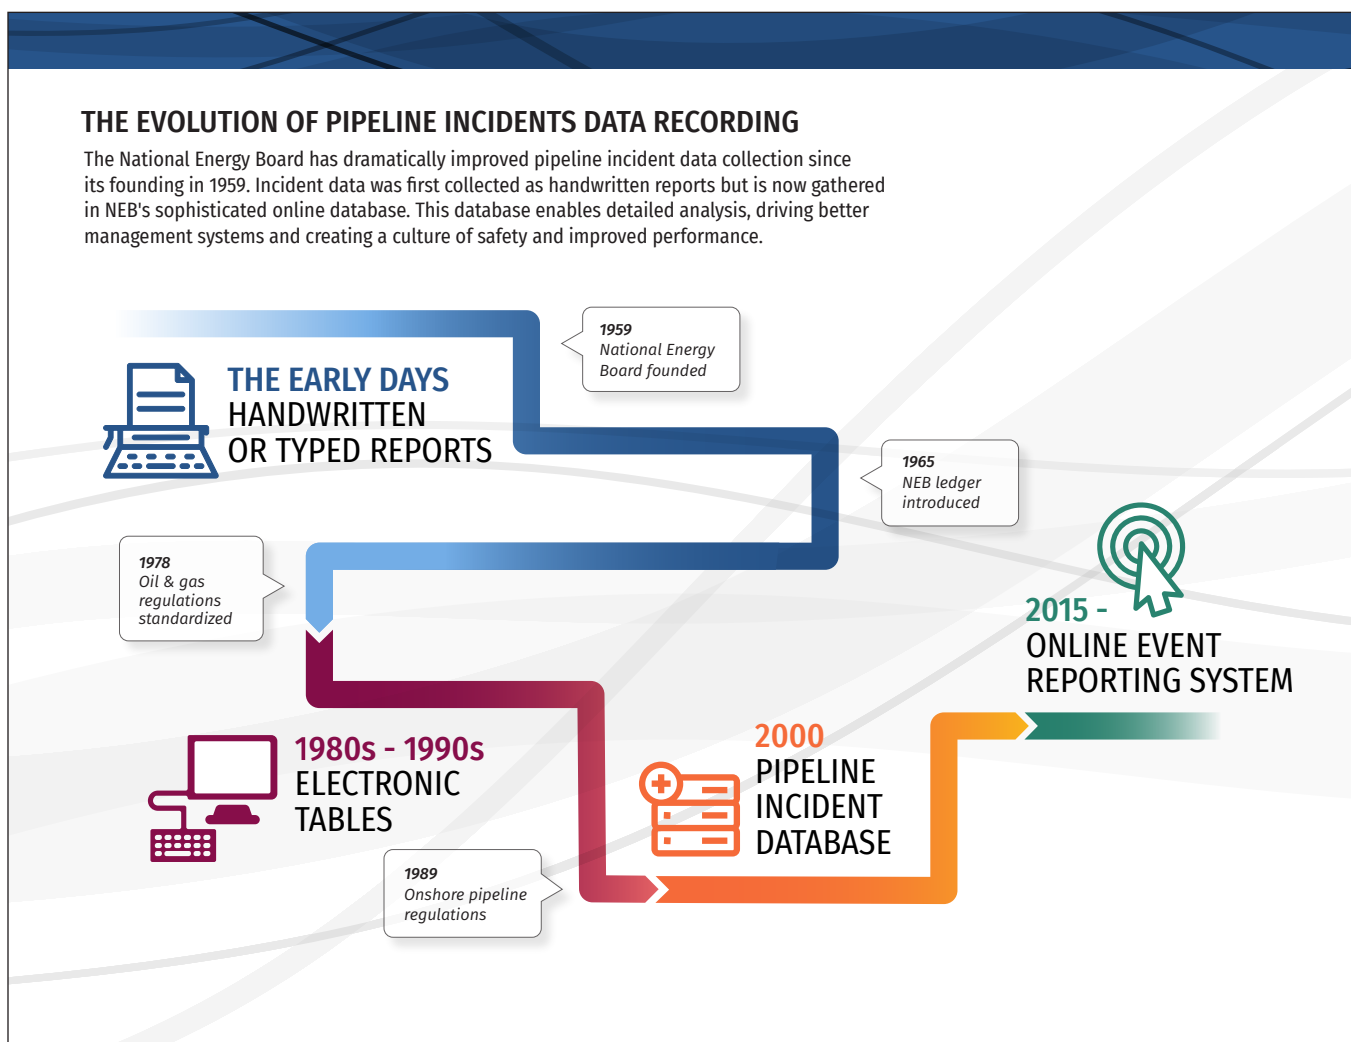 THE EVOLUTION OF PIPELINE INCIDENTS DATA RECORDING
The National Energy Board has dramatically improved pipeline incident data collection since
its founding in 1959. Incident data was first collected as handwritten reports but is now gathered
in NEB's sophisticated online database. This database enables detailed analysis, driving better
management systems and creating a culture of safety and improved performance.
1959
National Energy
Board founded
THE EARLY DAYS
HANDWRITTEN
OR TYPED REPORTS
1965
NEB ledger
introduced
1978
Oil & gas
regulations
standardized
2015 -
ONLINE EVENT
REPORTING SYSTEM
1980s - 1990s
ELECTRONIC
TABLES
2000
PIPELINE
INCIDENT
DATABASE
1989
Onshore pipeline
regulations